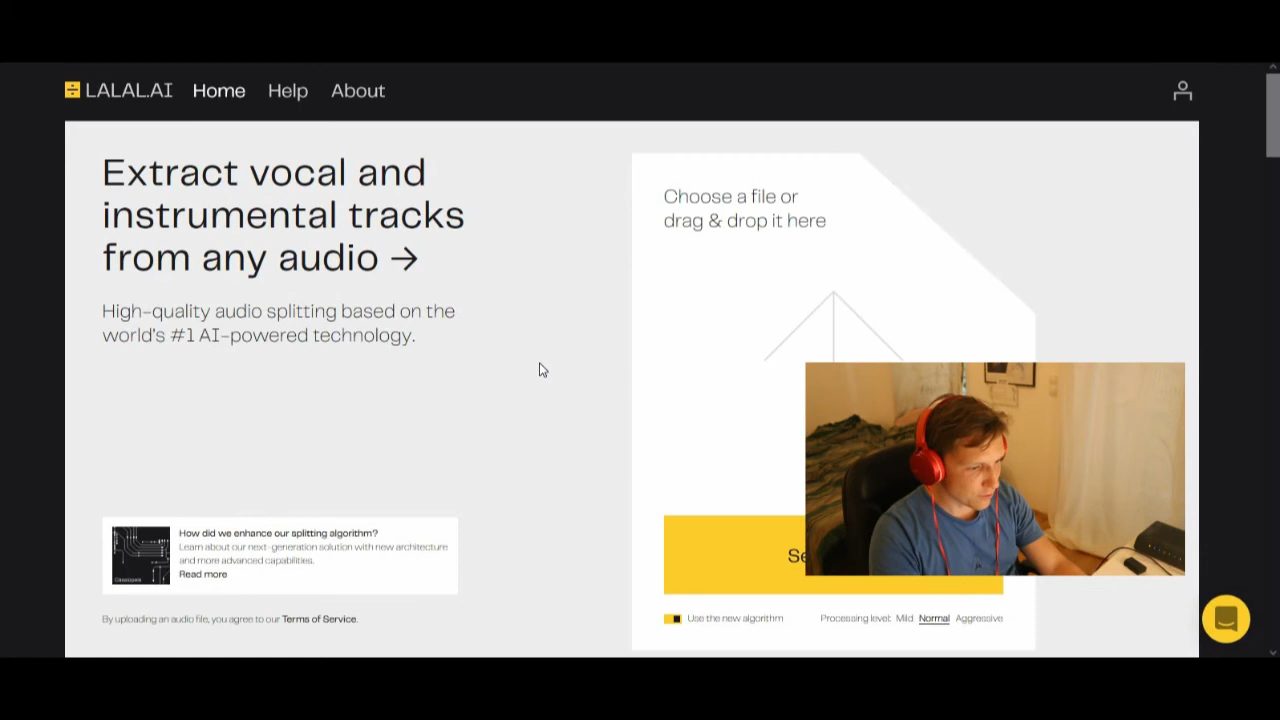 LALAL.AI Home Help About
Extract vocal and
instrumental tracks
from any audio →
High-quality audio splitting based on the
world's #1 AI-powered technology.
How did we enhance our splitting algorithm?
Learn about our next-generation solution with new architecture
and more advanced capabilities.
Read more
Cassiopeia
By uploading an audio file, you agree to our Terms of Service.
Choose a file or
drag & drop it here
Se
Use the new algorithm
Processing level: Mild Normal Aggressive